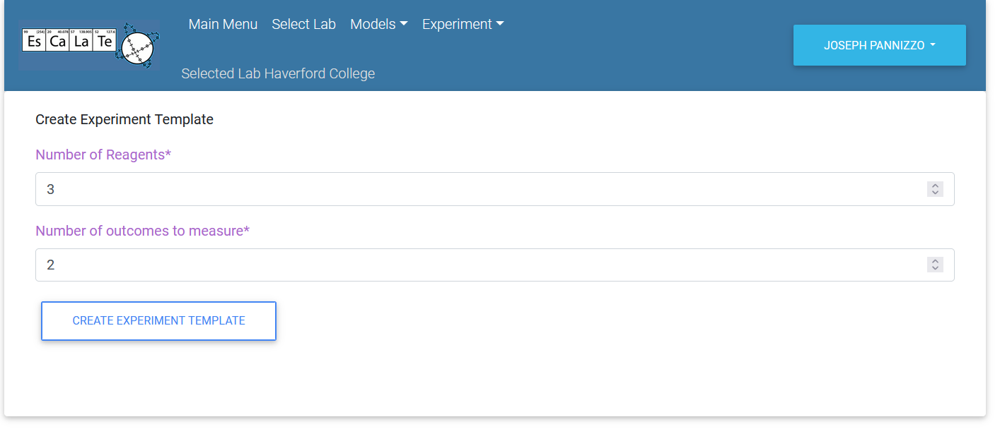 Main Menu Select Lab Models Experiment
99 [254] 20 40.078 57 138.905 52 127.6
Es Ca La Te
JOSEPH PANNIZZO
Selected Lab Haverford College
Create Experiment Template
Number of Reagents*
3
Number of outcomes to measure*
2
CREATE EXPERIMENT TEMPLATE